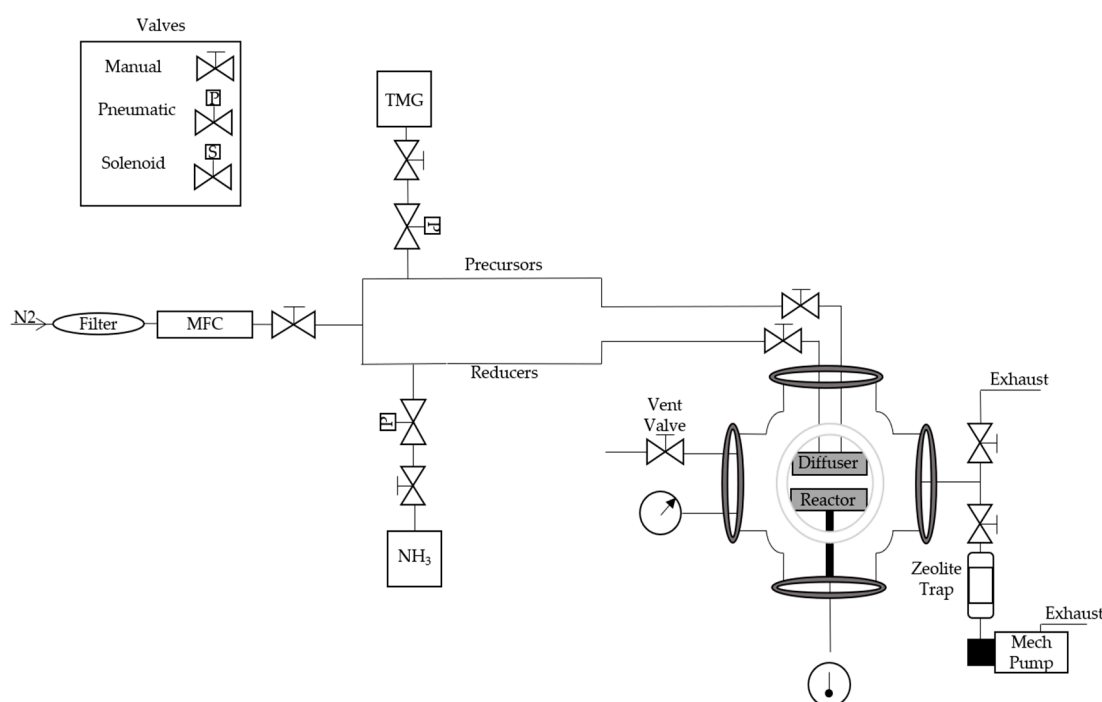 Valves
Manual
P
Pneumatic
S
Solenoid
TMG
P
Precursors
N2
Filter
MFC
Reducers
P
NH₃
Exhaust
Vent
Valve
Diffuser
Reactor
Zeolite
Trap
Exhaust
Mech
Pump